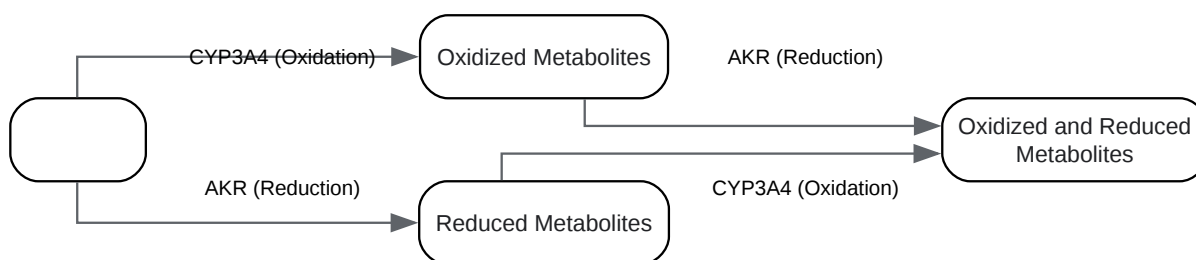 CYP3A4 (Oxidation)
Oxidized Metabolites
AKR (Reduction)
Oxidized and Reduced
Metabolites
AKR (Reduction)
Reduced Metabolites
CYP3A4 (Oxidation)